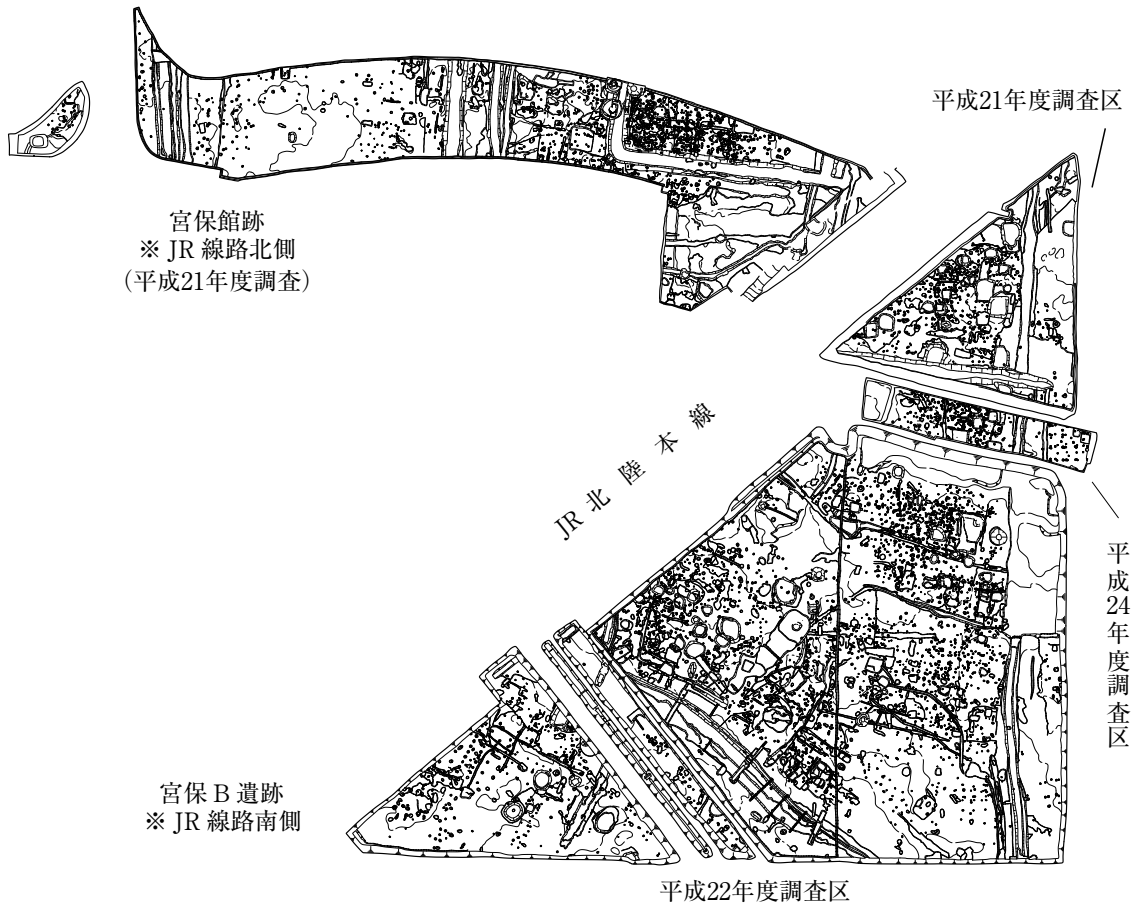 平成21年度調査区
宮保館跡
※ JR 線路北側
(平成21年度調査)
JR 北陸本線
平成24年度調査区
宮保 B 遺跡
※ JR 線路南側
平成22年度調査区